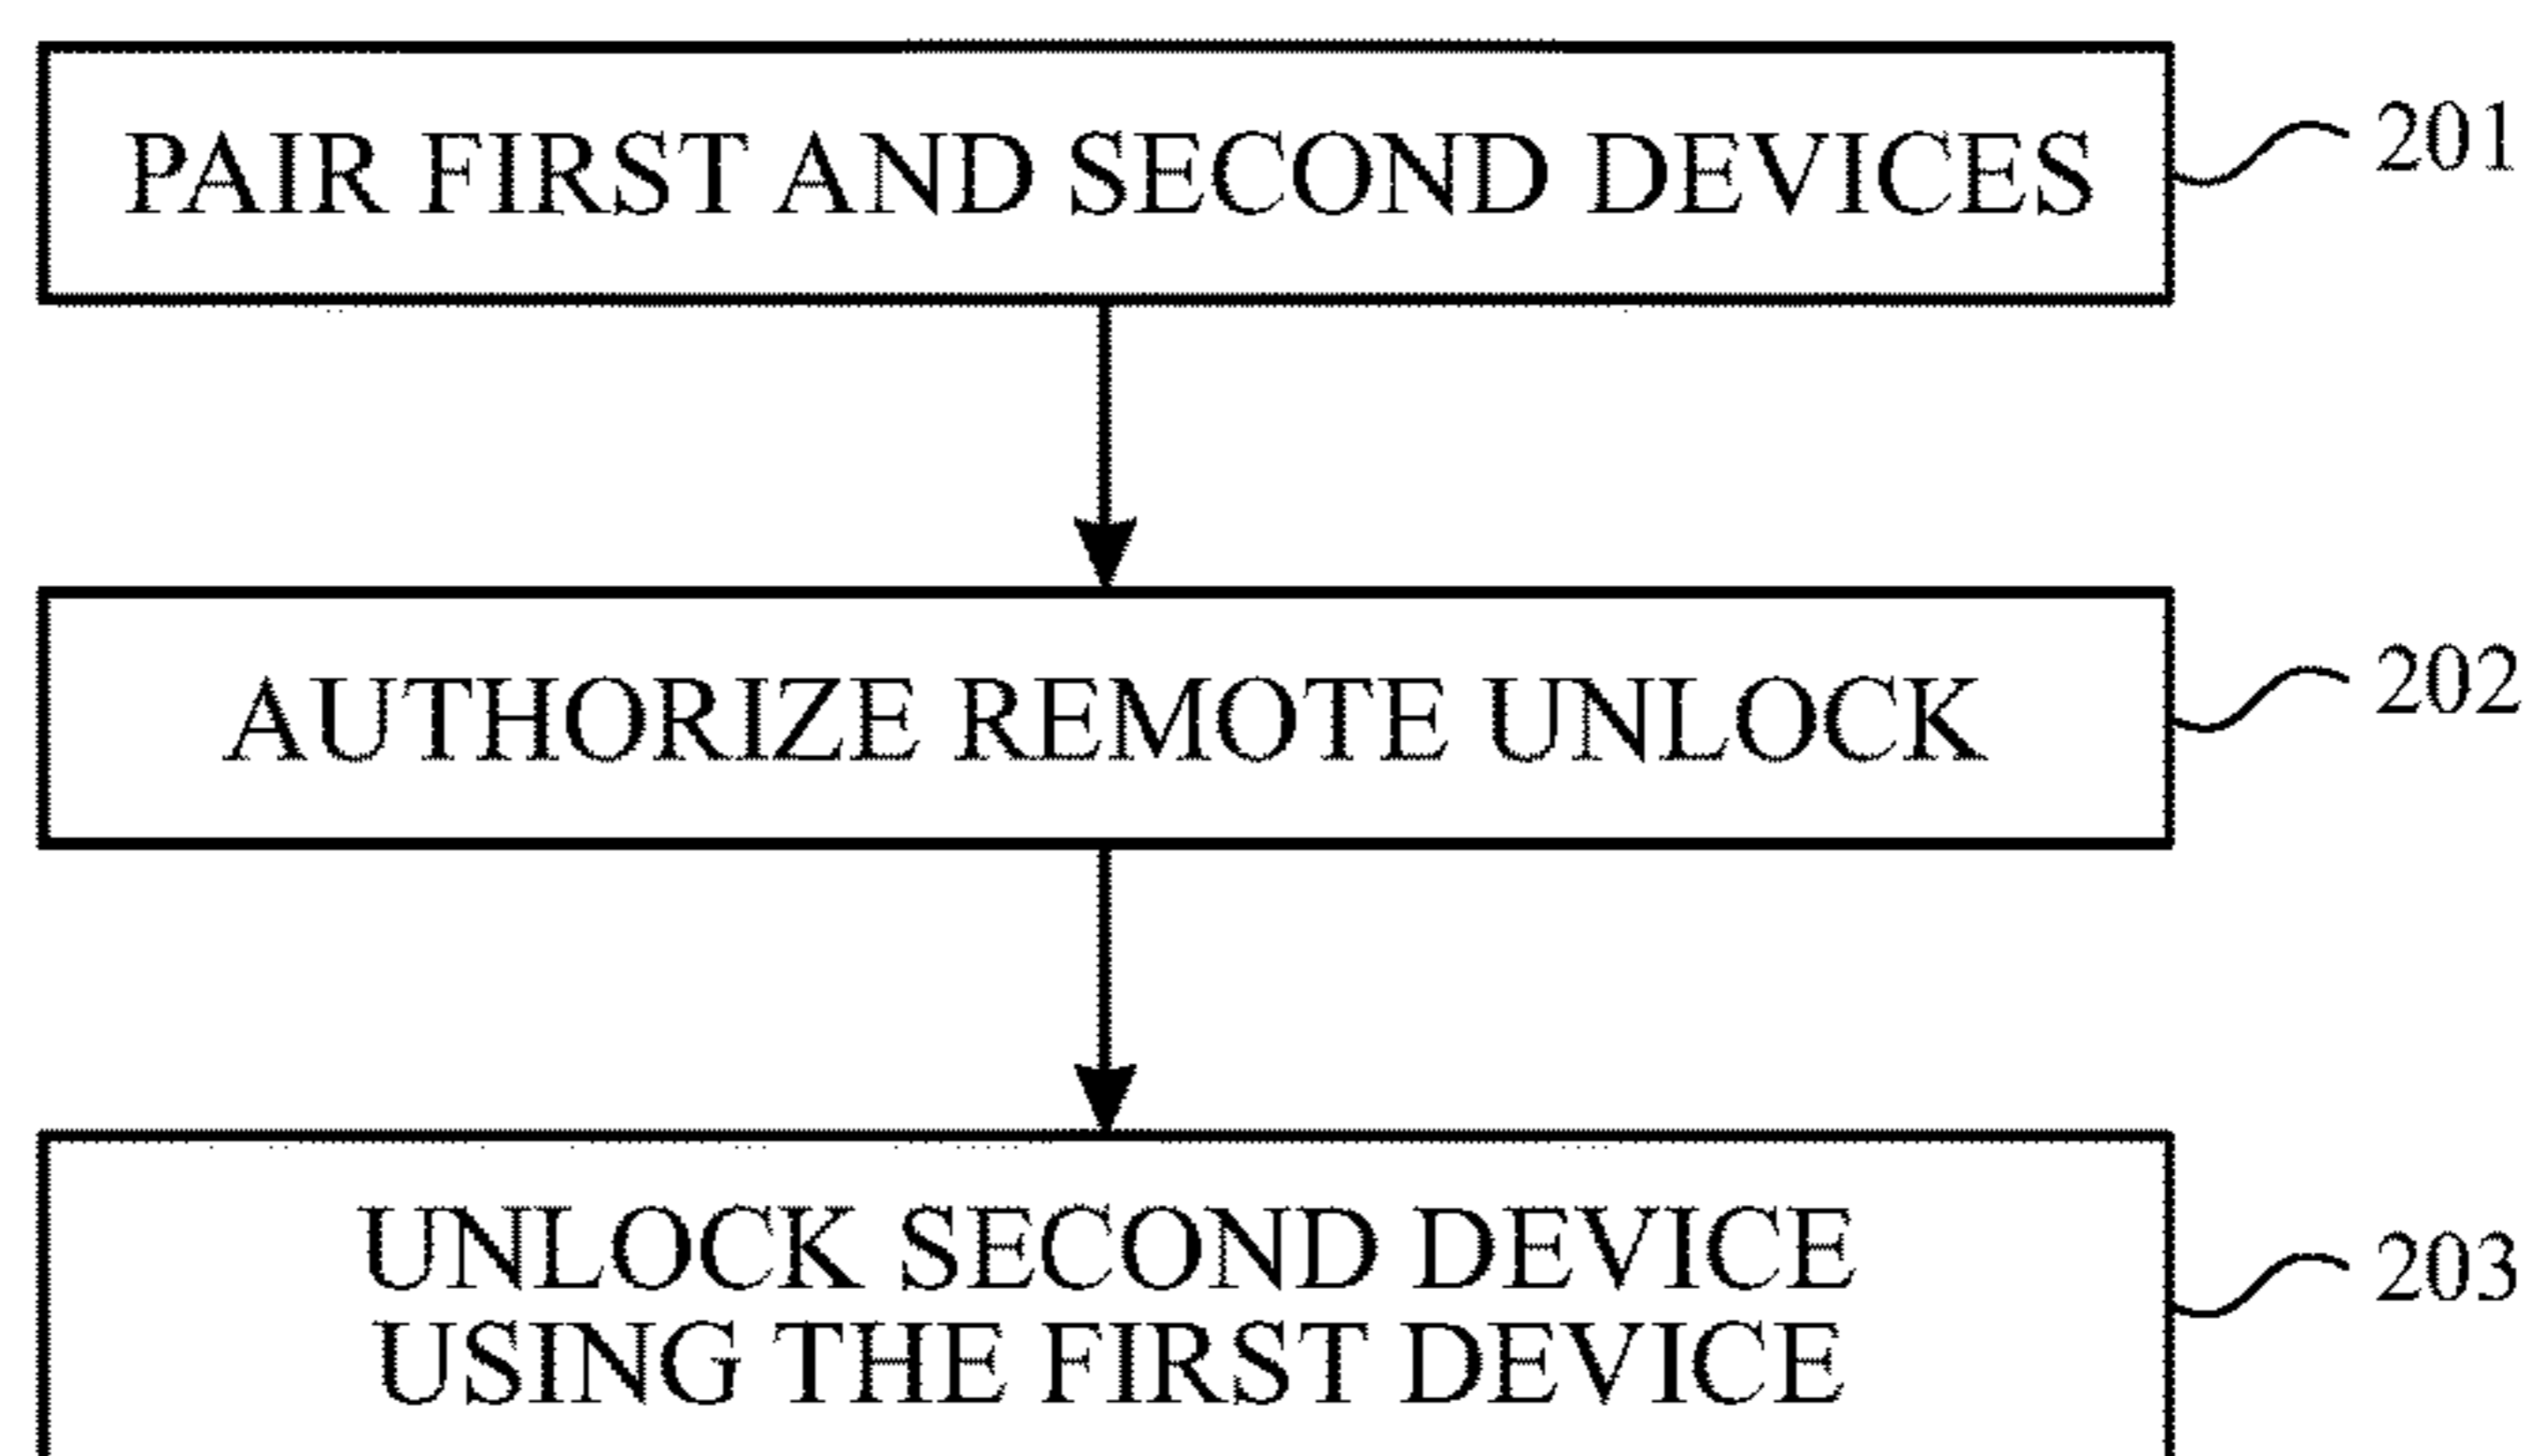 PAIR FIRST AND SECOND DEVICES
201
AUTHORIZE REMOTE UNLOCK
202
UNLOCK SECOND DEVICE
USING THE FIRST DEVICE
203